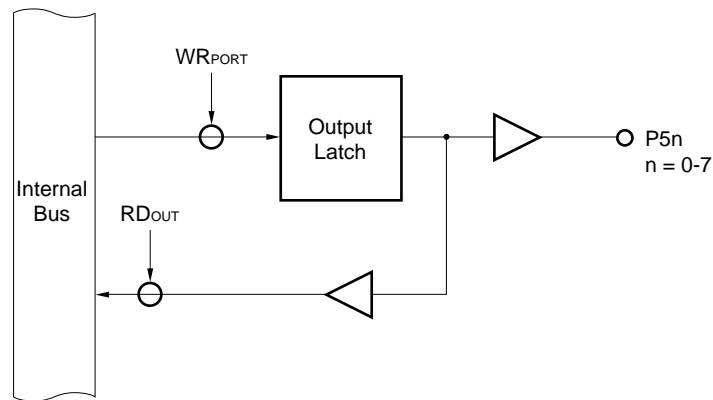 WRPORT
Output
Latch
P5n
n = 0-7
Internal
Bus
RDOUT